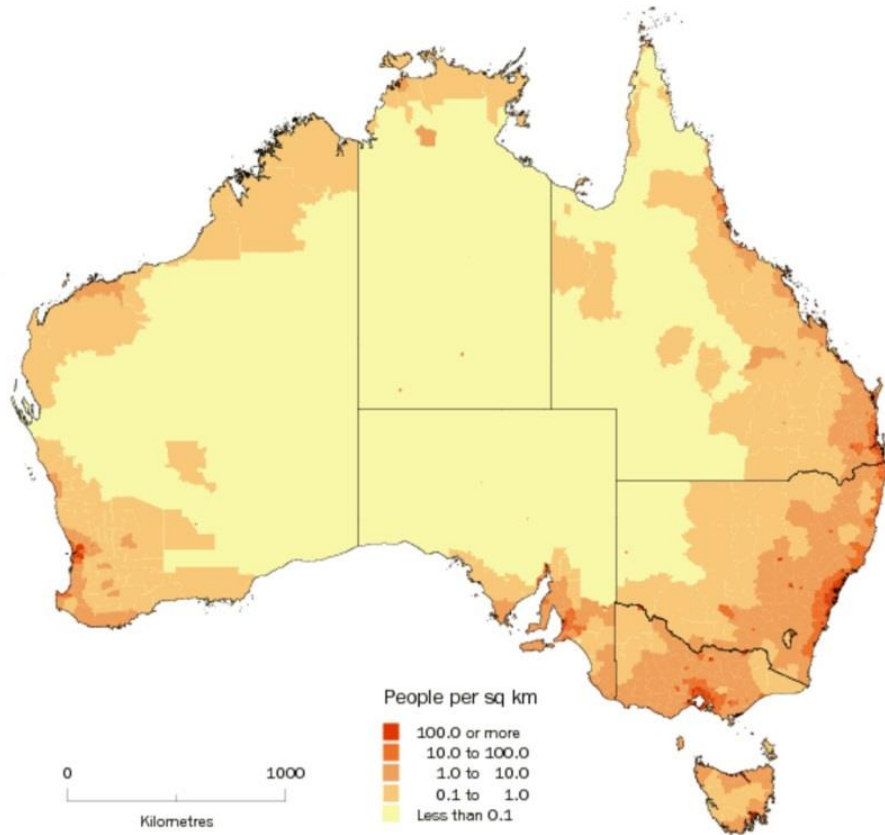 People per sq km
100.0 or more
10.0 to 100.0
1.0 to 10.0
0.1 to 1.0
Less than 0.1
0 1000
Kilometres